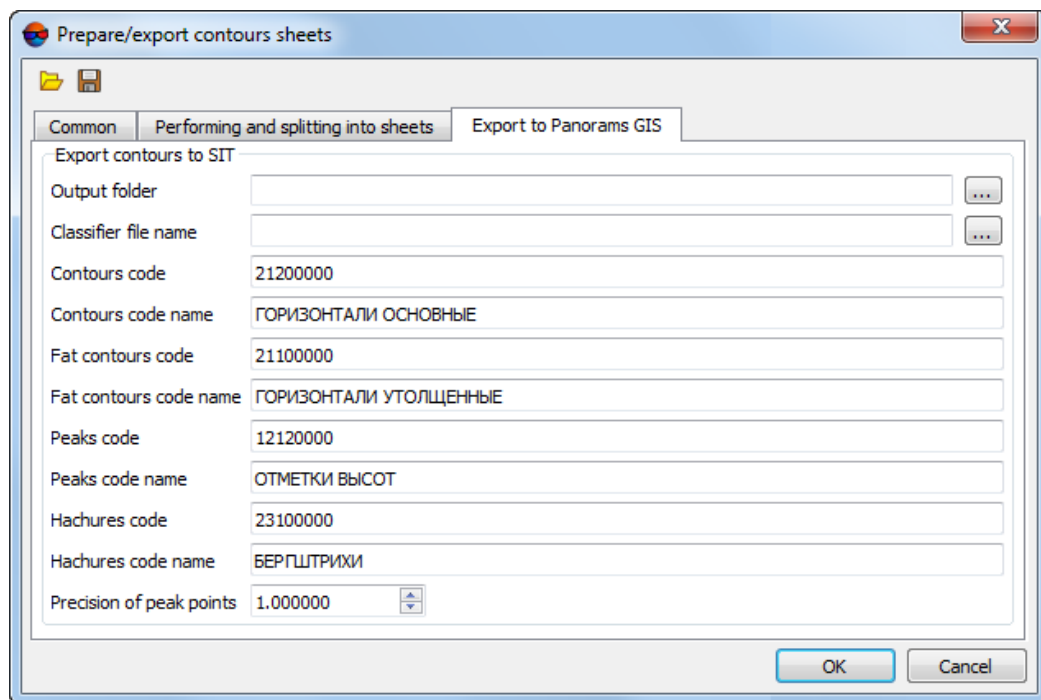 Prepare/export contours sheets
X
Common Performing and splitting into sheets Export to Panorams GIS
Export contours to SIT
Output folder ...
Classifier file name ...
Contours code 21200000
Contours code name ГОРИЗОНТАЛИ ОСНОВНЫЕ
Fat contours code 21100000
Fat contours code name ГОРИЗОНТАЛИ УТОЛЩЕННЫЕ
Peaks code 12120000
Peaks code name ОТМЕТКИ ВЫСОТ
Hachures code 23100000
Hachures code name БЕРГШТРИХИ
Precision of peak points 1.000000
OK Cancel